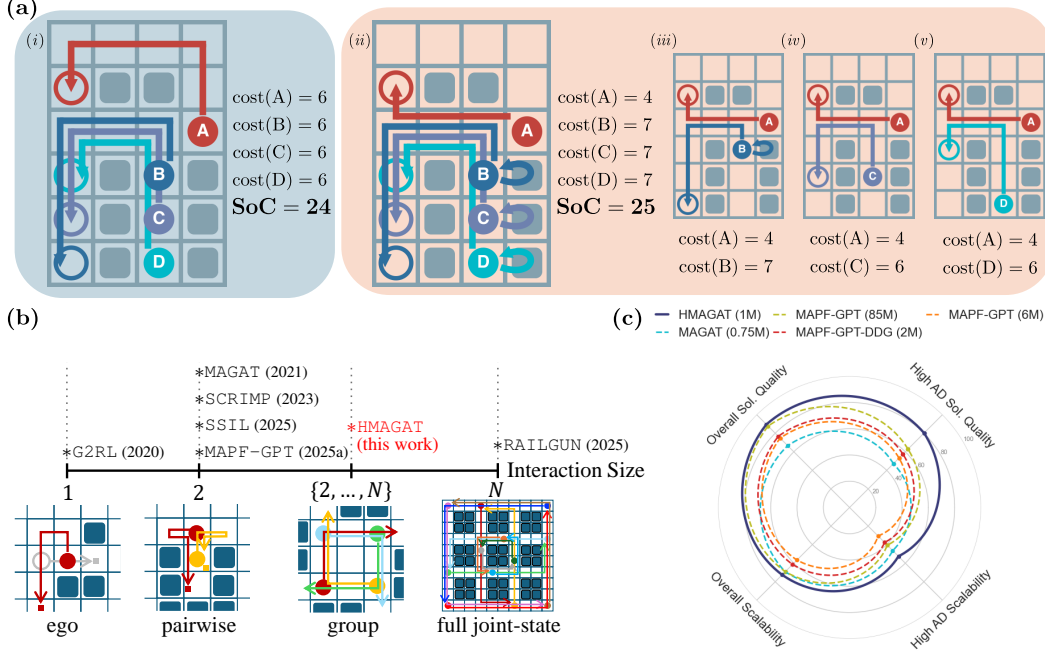 (a)
(i)
A
B
C
D
cost(A) = 6
cost(B) = 6
cost(C) = 6
cost(D) = 6
SoC = 24
(ii)
A
B
C
D
cost(A) = 4
cost(B) = 7
cost(C) = 7
cost(D) = 7
SoC = 25
(iii)
A
B
cost(A) = 4
cost(B) = 7
(iv)
A
C
cost(A) = 4
cost(C) = 6
(v)
A
D
cost(A) = 4
cost(D) = 6
(b)
*MAGAT (2021)
*SCRIMP (2023)
*SSIL (2025)
*HMAGAT
(this work)
*G2RL (2020)
*MAPF-GPT (2025a)
*RAILGUN (2025)
Interaction Size
1
2
{2, ..., N}
N
ego
pairwise
group
full joint-state
(c)
HMAGAT (1M)
MAPF-GPT (85M)
MAPF-GPT (6M)
MAGAT (0.75M)
MAPF-GPT-DDG (2M)
Overall Sol. Quality
High AD Sol. Quality
100
80
60
40
20
Overall Scalability
High AD Scalability